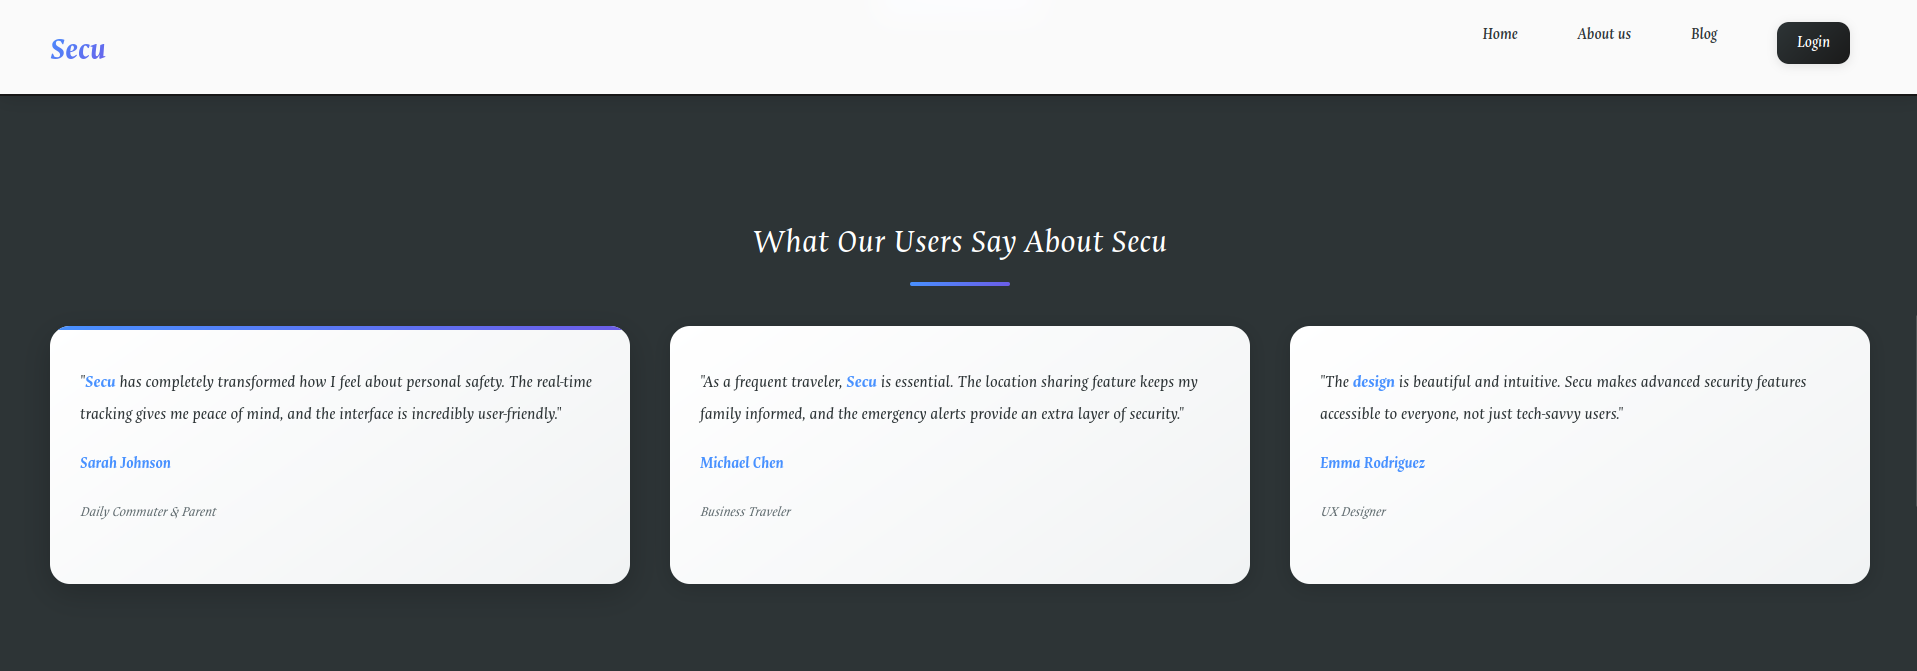 Secu
Home
About us
Blog
Login
What Our Users Say About Secu
"Secu has completely transformed how I feel about personal safety. The real-time
tracking gives me peace of mind, and the interface is incredibly user-friendly."
Sarah Johnson
Daily Commuter & Parent
"As a frequent traveler, Secu is essential. The location sharing feature keeps my
family informed, and the emergency alerts provide an extra layer of security."
Michael Chen
Business Traveler
"The design is beautiful and intuitive. Secu makes advanced security features
accessible to everyone, not just tech-savvy users."
Emma Rodriguez
UX Designer